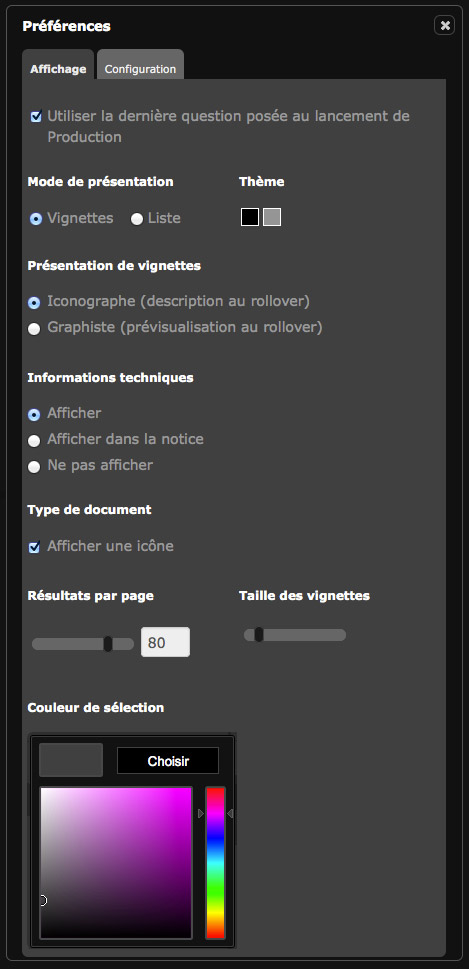 Préférences
Affichage Configuration
Utiliser la dernière question posée au lancement de
Production
Mode de présentation Thème
Vignettes Liste
Présentation de vignettes
Iconographe (description au rollover)
Graphiste (prévisualisation au rollover)
Informations techniques
Afficher
Afficher dans la notice
Ne pas afficher
Type de document
Afficher une icône
Résultats par page Taille des vignettes
80
Couleur de sélection
Choisir